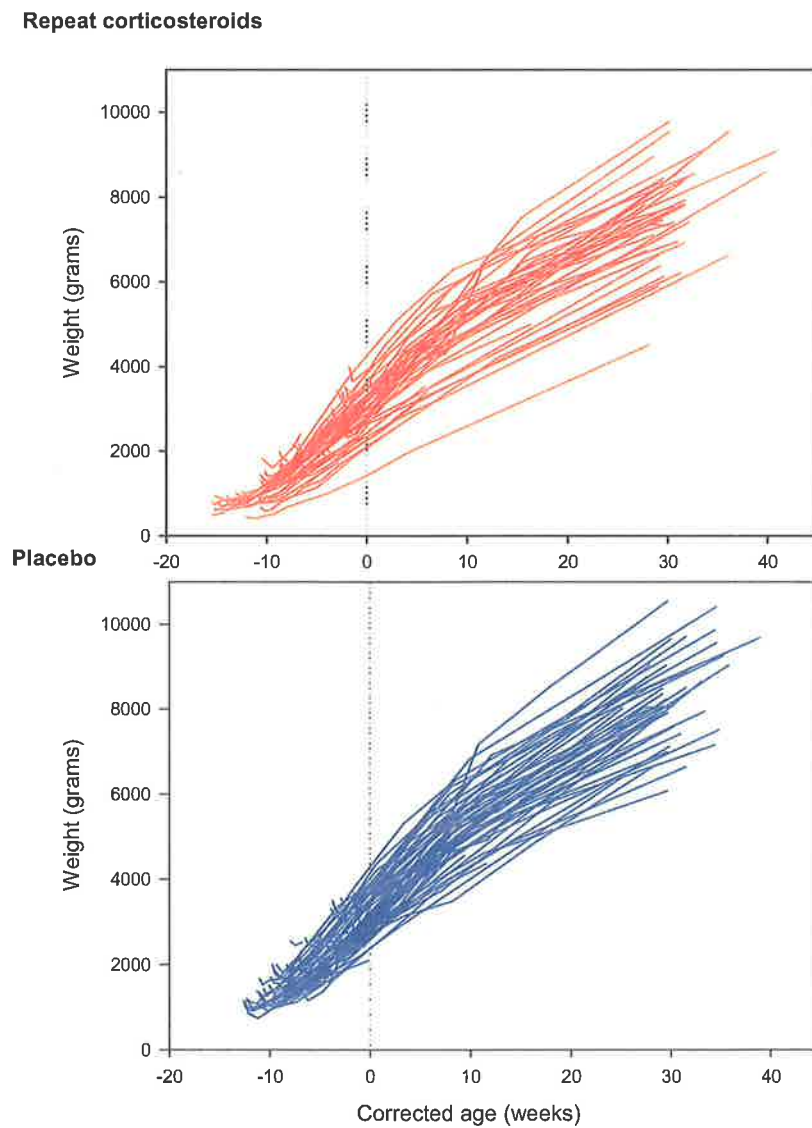 Repeat corticosteroids
10000
8000
6000
4000
2000
0
Weight (grams)
-20 -10 0 10 20 30 40
Placebo
10000
8000
6000
4000
2000
0
Weight (grams)
-20 -10 0 10 20 30 40
Corrected age (weeks)